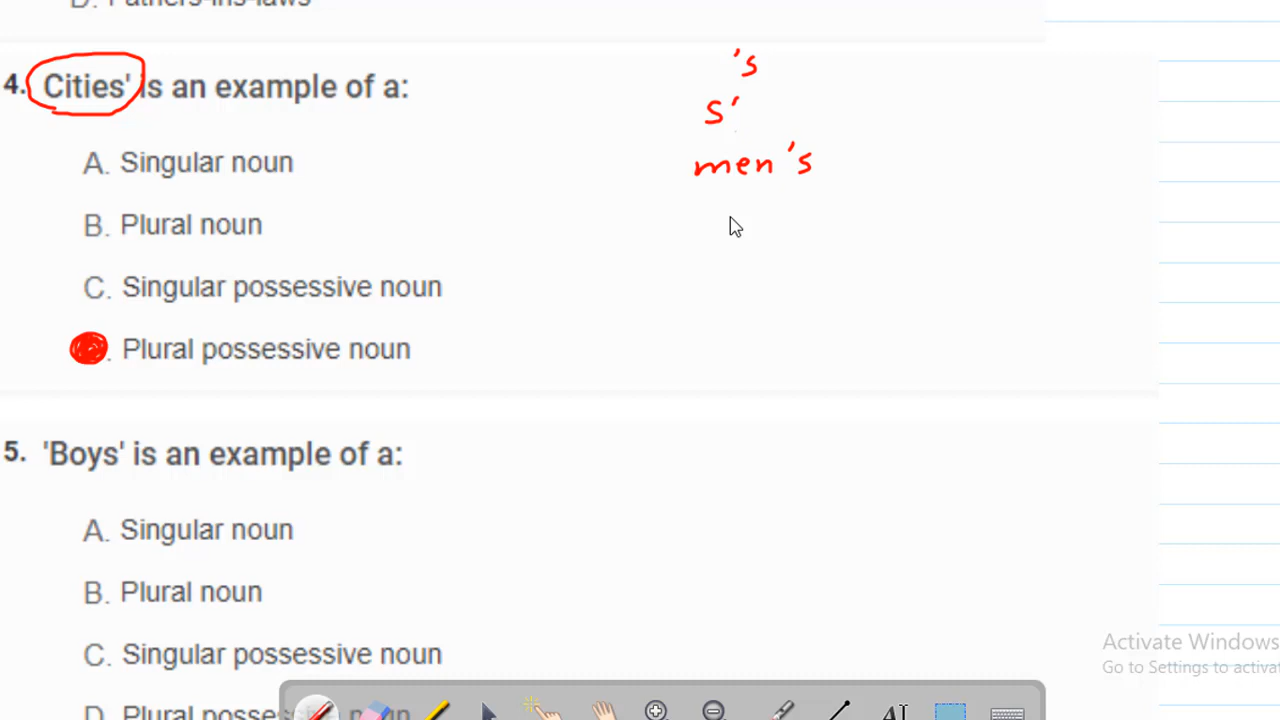 D. Fathers-ins-laws
4. Cities' is an example of a:
's
s'
men's
A. Singular noun
B. Plural noun
C. Singular possessive noun
. Plural possessive noun
5. 'Boys' is an example of a:
A. Singular noun
B. Plural noun
C. Singular possessive noun
D. Plural possessive noun
Activate Windows
Go to Settings to activat